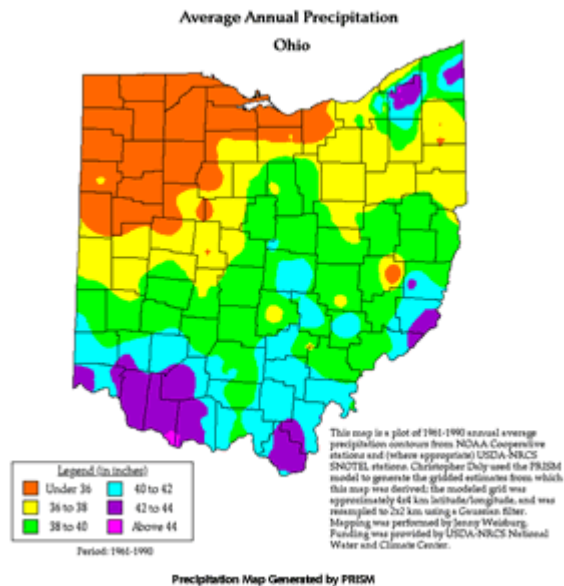 Average Annual Precipitation
Ohio
This map is a plot of 1961-1990 annual average
precipitation contours from NOAA Cooperative
stations and (where appropriate) USDA-NRCS
SNOTEL stations. Christopher Daly used the PRISM
model to generate the gridded estimates from which
this map was derived; the modeled grid was
approximately 4x4 km latitude/longitude, and was
resampled to 2x2 km using a Gaussian filter.
Mapping was performed by Jenny Weisburg.
Funding was provided by USDA-NRCS National
Water and Climate Center.
Legend (in inches)
Under 36
40 to 42
36 to 38
42 to 44
38 to 40
Above 44
Period: 1961-1990
Precipitation Map Generated by PRISM